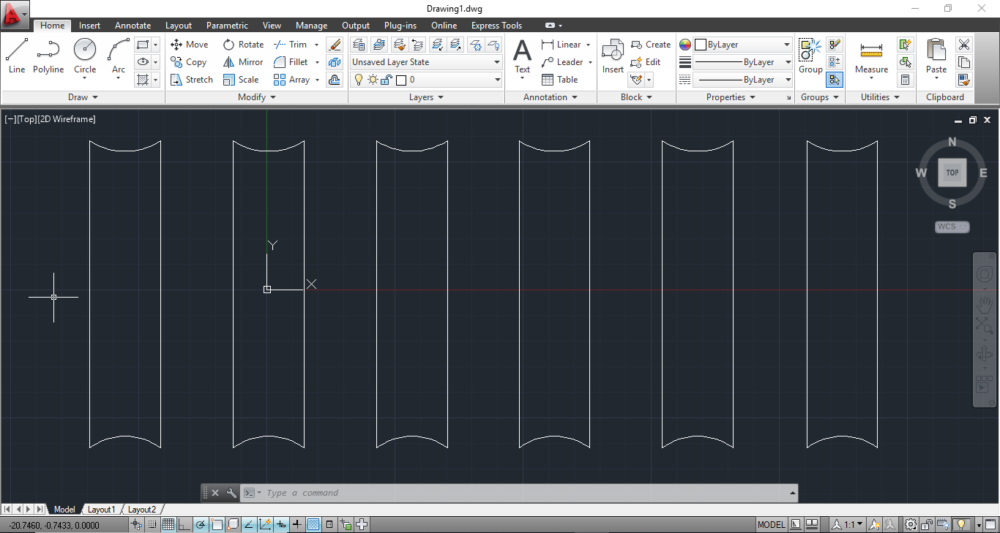 Drawing1.dwg
Home Insert Annotate Layout Parametric View Manage Output Plug-ins Online Express Tools
Move Rotate Trim Linear Create ByLayer
Unsaved Layer State
Line Polyline Circle Arc Copy Mirror Fillet Text Leader Insert Edit ByLayer Group Measure Paste
Stretch Scale Array 0 Table ByLayer
Draw Modify Layers Annotation Block Properties Groups Utilities Clipboard
[−][Top][2D Wireframe]
N
W TOP E
S
WCS
Y
X
Type a command
Model Layout1 Layout2
-20.7460, -0.7433, 0.0000 MODEL 1:1